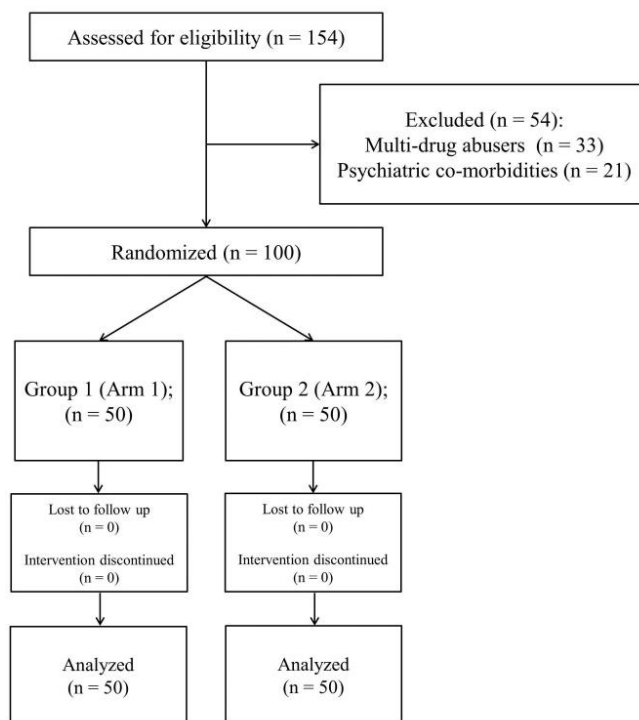 Assessed for eligibility (n = 154)
Excluded (n = 54):
Multi-drug abusers (n = 33)
Psychiatric co-morbidities (n = 21)
Randomized (n = 100)
Group 1 (Arm 1);
(n = 50)
Group 2 (Arm 2);
(n = 50)
Lost to follow up
(n = 0)
Intervention discontinued
(n = 0)
Lost to follow up
(n = 0)
Intervention discontinued
(n = 0)
Analyzed
(n = 50)
Analyzed
(n = 50)